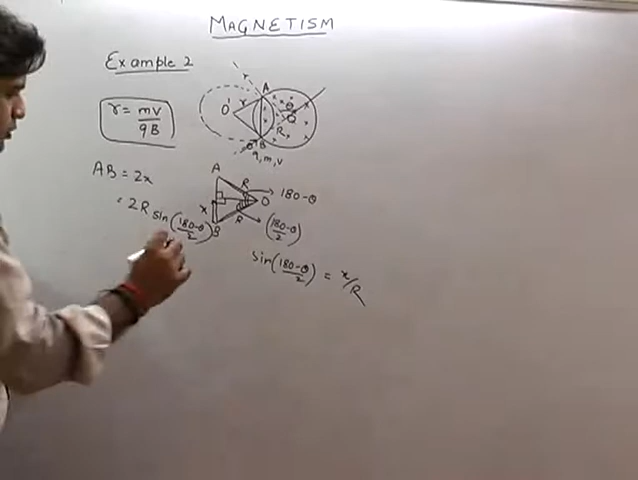 MAGNETISM
Example 2
r = mv/qB
r
A
O'
r
θ
O
R
B
q, m, v
AB = 2x
= 2R sin(180-θ/2)
A
R
180-θ
O
x
R
B
(180-θ/2)
sin(180-θ/2) = x/R